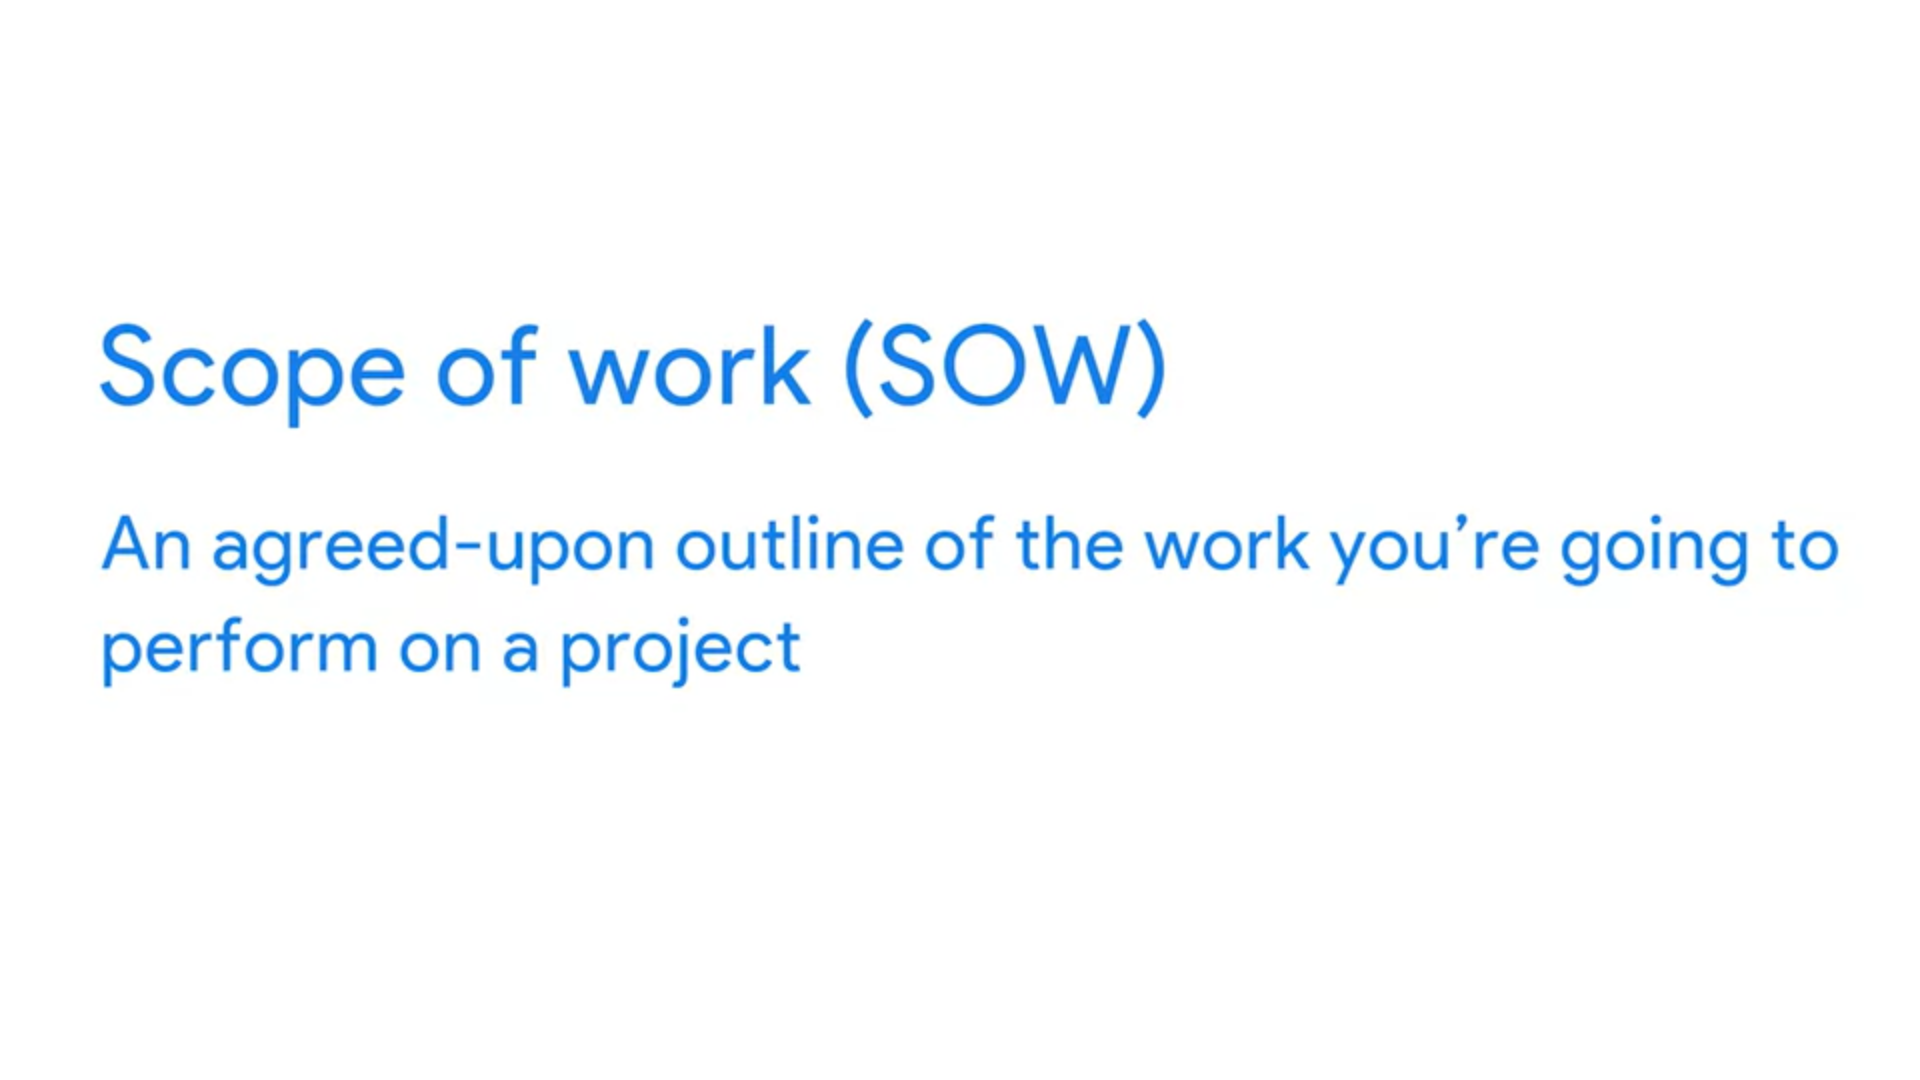 Scope of work (SOW)
An agreed-upon outline of the work you’re going to
perform on a project